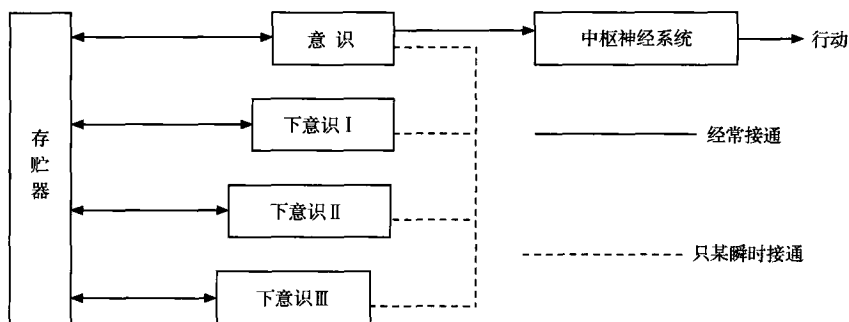 意 识
中枢神经系统
行动
下意识Ⅰ
经常接通
存
贮
器
下意识Ⅱ
只某瞬时接通
下意识Ⅲ